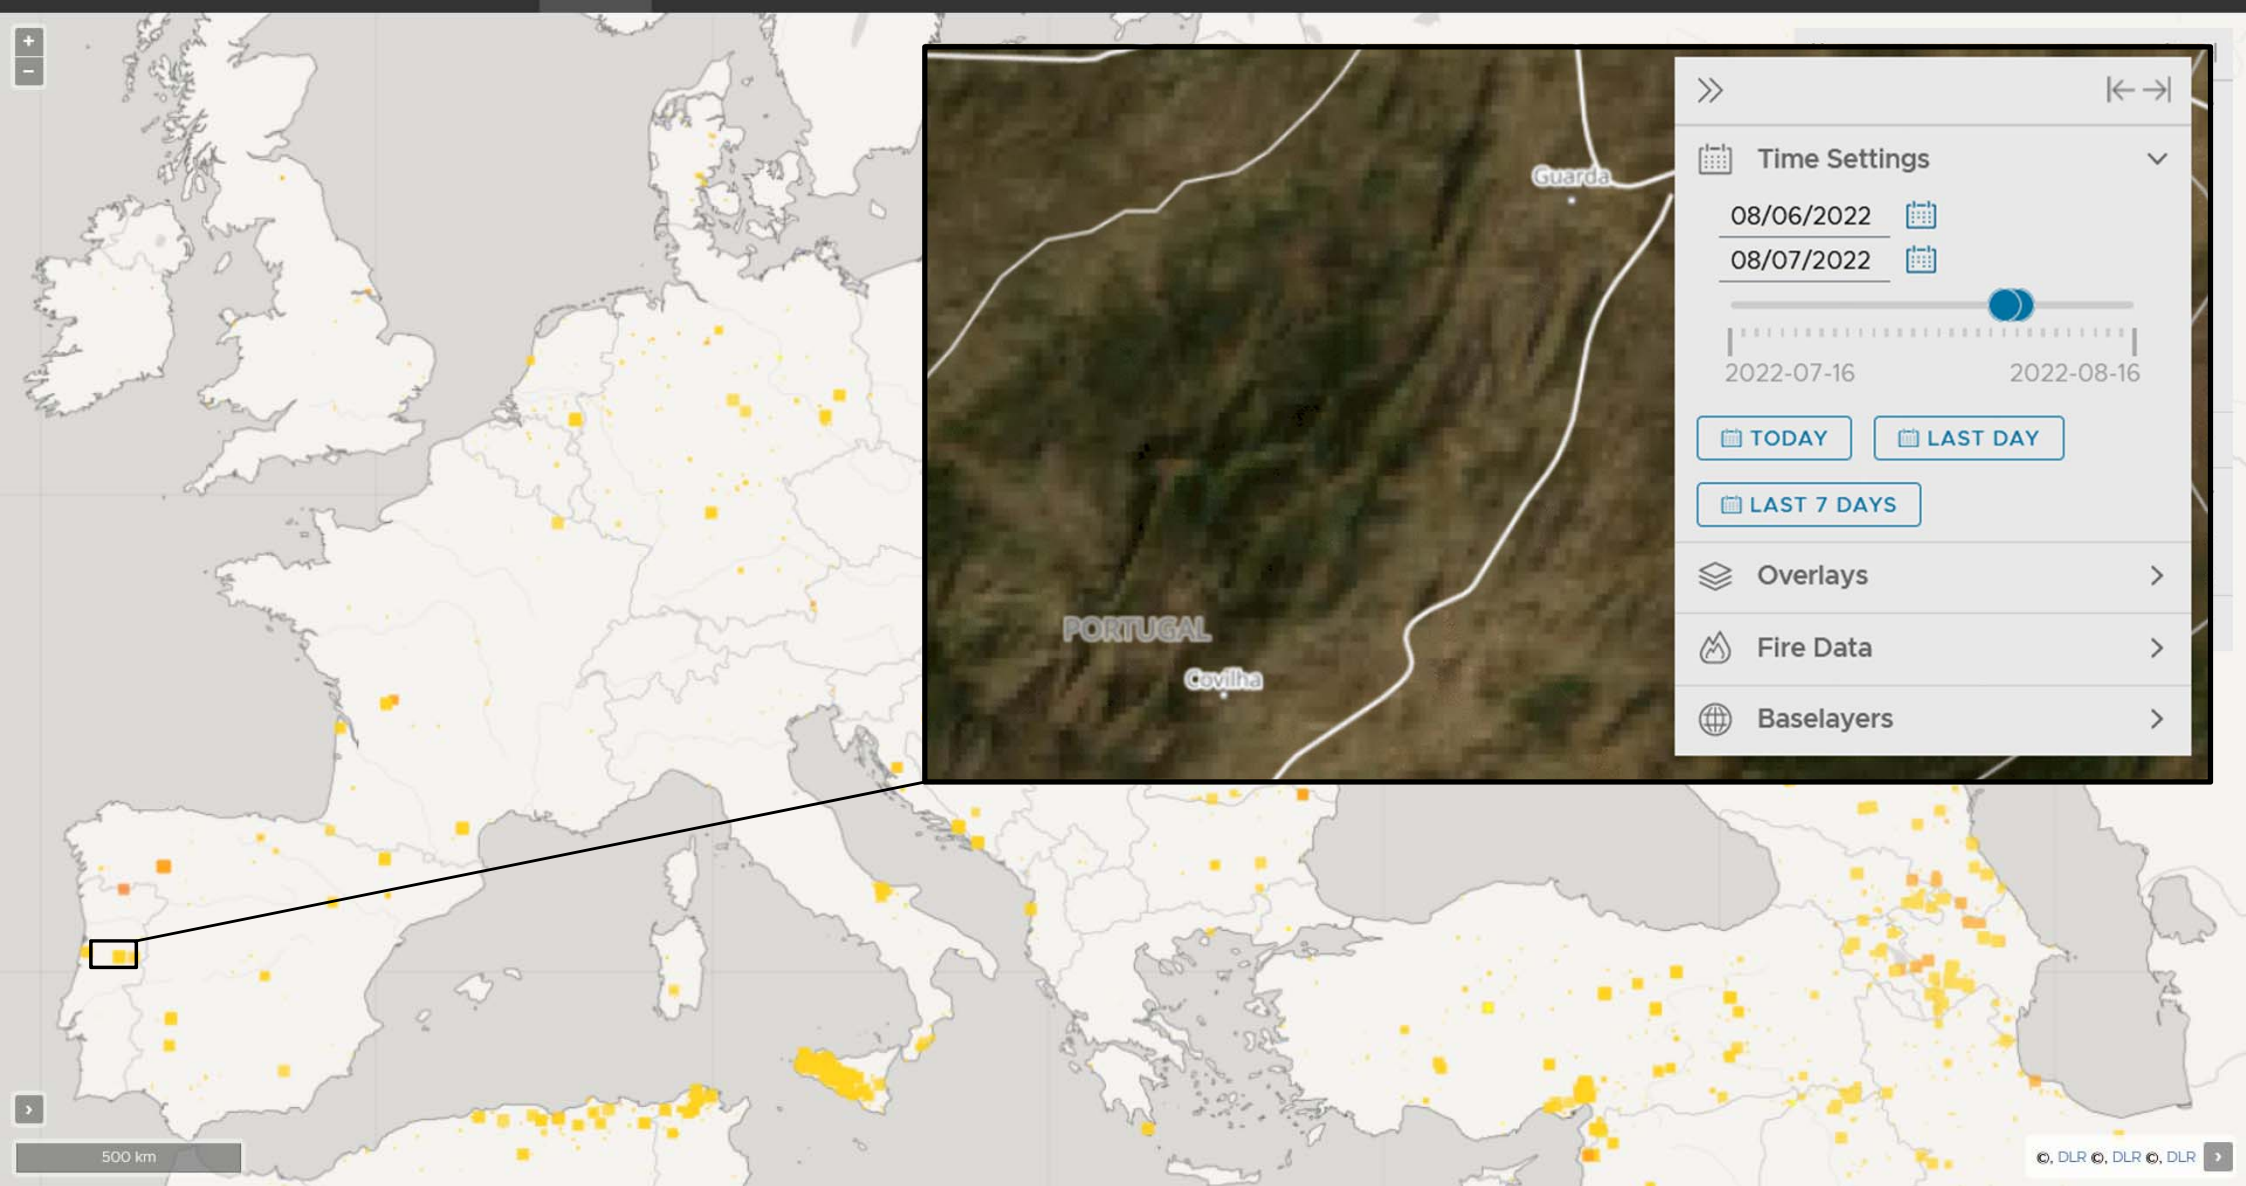 +
−
Guarda
PORTUGAL
Covilha
Time Settings
08/06/2022
08/07/2022
2022-07-16 2022-08-16
TODAY LAST DAY
LAST 7 DAYS
Overlays
Fire Data
Baselayers
500 km
©, DLR ©, DLR ©, DLR